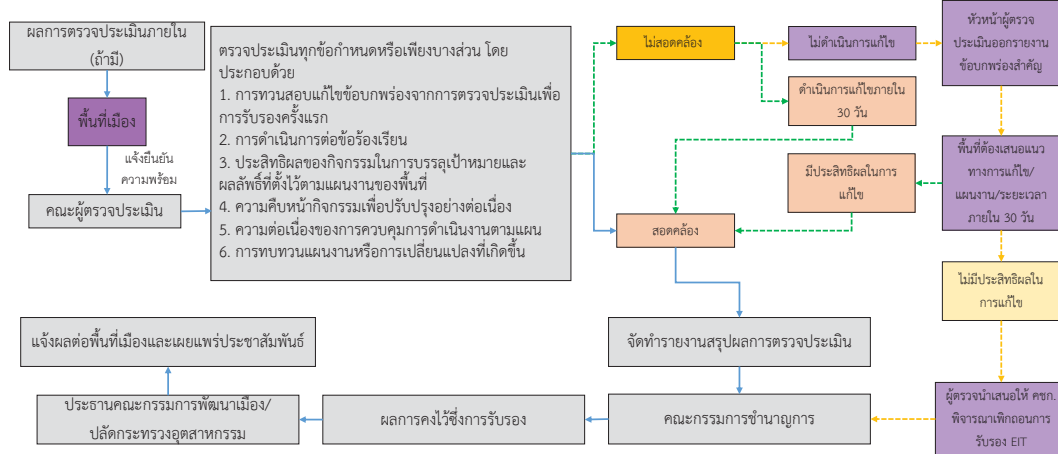 ผลการตรวจประเมินภายใน
(ถ้ามี)
พื้นที่เมือง
แจ้งยืนยัน
ความพร้อม
คณะผู้ตรวจประเมิน
ตรวจประเมินทุกข้อกำหนดหรือเพียงบางส่วน โดย
ประกอบด้วย
1. การทวนสอบแก้ไขข้อบกพร่องจากการตรวจประเมินเพื่อ
การรับรองครั้งแรก
2. การดำเนินการต่อข้อร้องเรียน
3. ประสิทธิผลของกิจกรรมในการบรรลุเป้าหมายและ
ผลลัพธ์ที่ตั้งไว้ตามแผนงานของพื้นที่
4. ความคืบหน้ากิจกรรมเพื่อปรับปรุงอย่างต่อเนื่อง
5. ความต่อเนื่องของการควบคุมการดำเนินงานตามแผน
6. การทบทวนแผนงานหรือการเปลี่ยนแปลงที่เกิดขึ้น
ไม่สอดคล้อง
ไม่ดำเนินการแก้ไข
หัวหน้าผู้ตรวจ
ประเมินออกรายงาน
ข้อบกพร่องสำคัญ
ดำเนินการแก้ไขภายใน
30 วัน
มีประสิทธิผลในการ
แก้ไข
พื้นที่ต้องเสนอแนว
ทางการแก้ไข/
แผนงาน/ระยะเวลา
ภายใน 30 วัน
สอดคล้อง
ไม่มีประสิทธิผลใน
การแก้ไข
แจ้งผลต่อพื้นที่เมืองและเผยแพร่ประชาสัมพันธ์
จัดทำรายงานสรุปผลการตรวจประเมิน
ประธานคณะกรรมการพัฒนาเมือง/
ปลัดกระทรวงอุตสาหกรรม
ผลการคงไว้ซึ่งการรับรอง
คณะกรรมการชำนาญการ
ผู้ตรวจนำเสนอให้ คชก.
พิจารณาเพิกถอนการ
รับรอง EIT